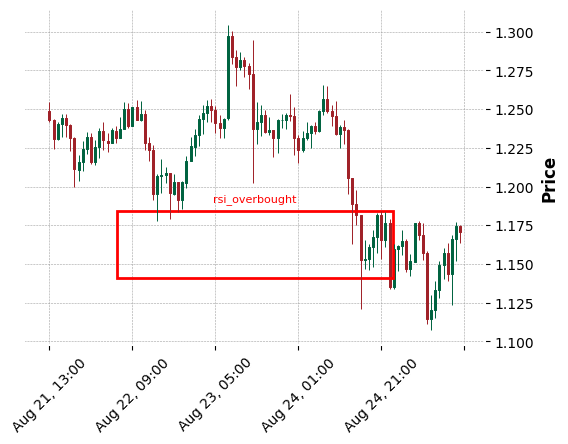 1.300
1.275
1.250
1.225
1.200
rsi_overbought
1.175
1.150
1.125
1.100
Price
Aug 21, 13:00
Aug 22, 09:00
Aug 23, 05:00
Aug 24, 01:00
Aug 24, 21:00